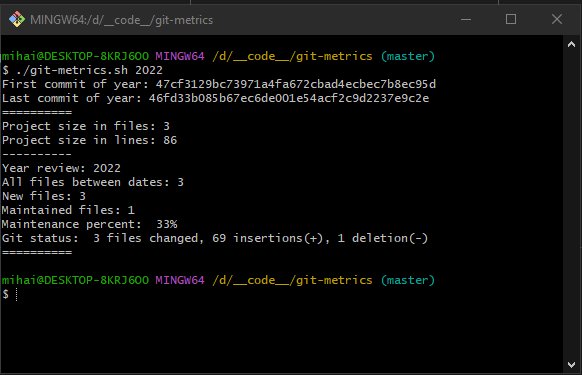 MINGW64:/d/__code__/git-metrics
mihai@DESKTOP-8KRJ6OO MINGW64 /d/__code__/git-metrics (master)
$ ./git-metrics.sh 2022
First commit of year: 47cf3129bc73971a4fa672cbad4ecbec7b8ec95d
Last commit of year: 46fd33b085b67ec6de001e54acf2c9d2237e9c2e
==========
Project size in files: 3
Project size in lines: 86
----------
Year review: 2022
All files between dates: 3
New files: 3
Maintained files: 1
Maintenance percent:  33%
Git status:  3 files changed, 69 insertions(+), 1 deletion(-)
==========
mihai@DESKTOP-8KRJ6OO MINGW64 /d/__code__/git-metrics (master)
$